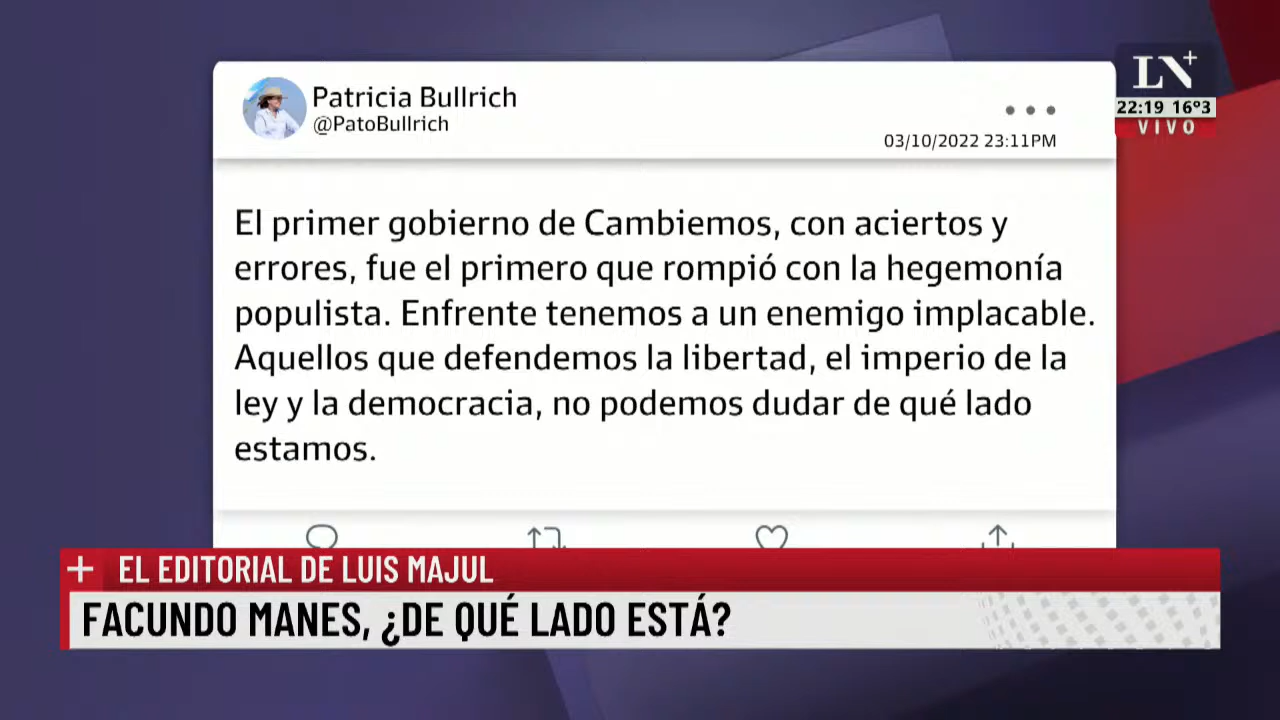 Patricia Bullrich
@PatoBullrich
03/10/2022 23:11PM
LN+
22:19 16°3
VIVO
El primer gobierno de Cambiemos, con aciertos y
errores, fue el primero que rompió con la hegemonía
populista. Enfrente tenemos a un enemigo implacable.
Aquellos que defendemos la libertad, el imperio de la
ley y la democracia, no podemos dudar de qué lado
estamos.
+ EL EDITORIAL DE LUIS MAJUL
FACUNDO MANES, ¿DE QUÉ LADO ESTÁ?